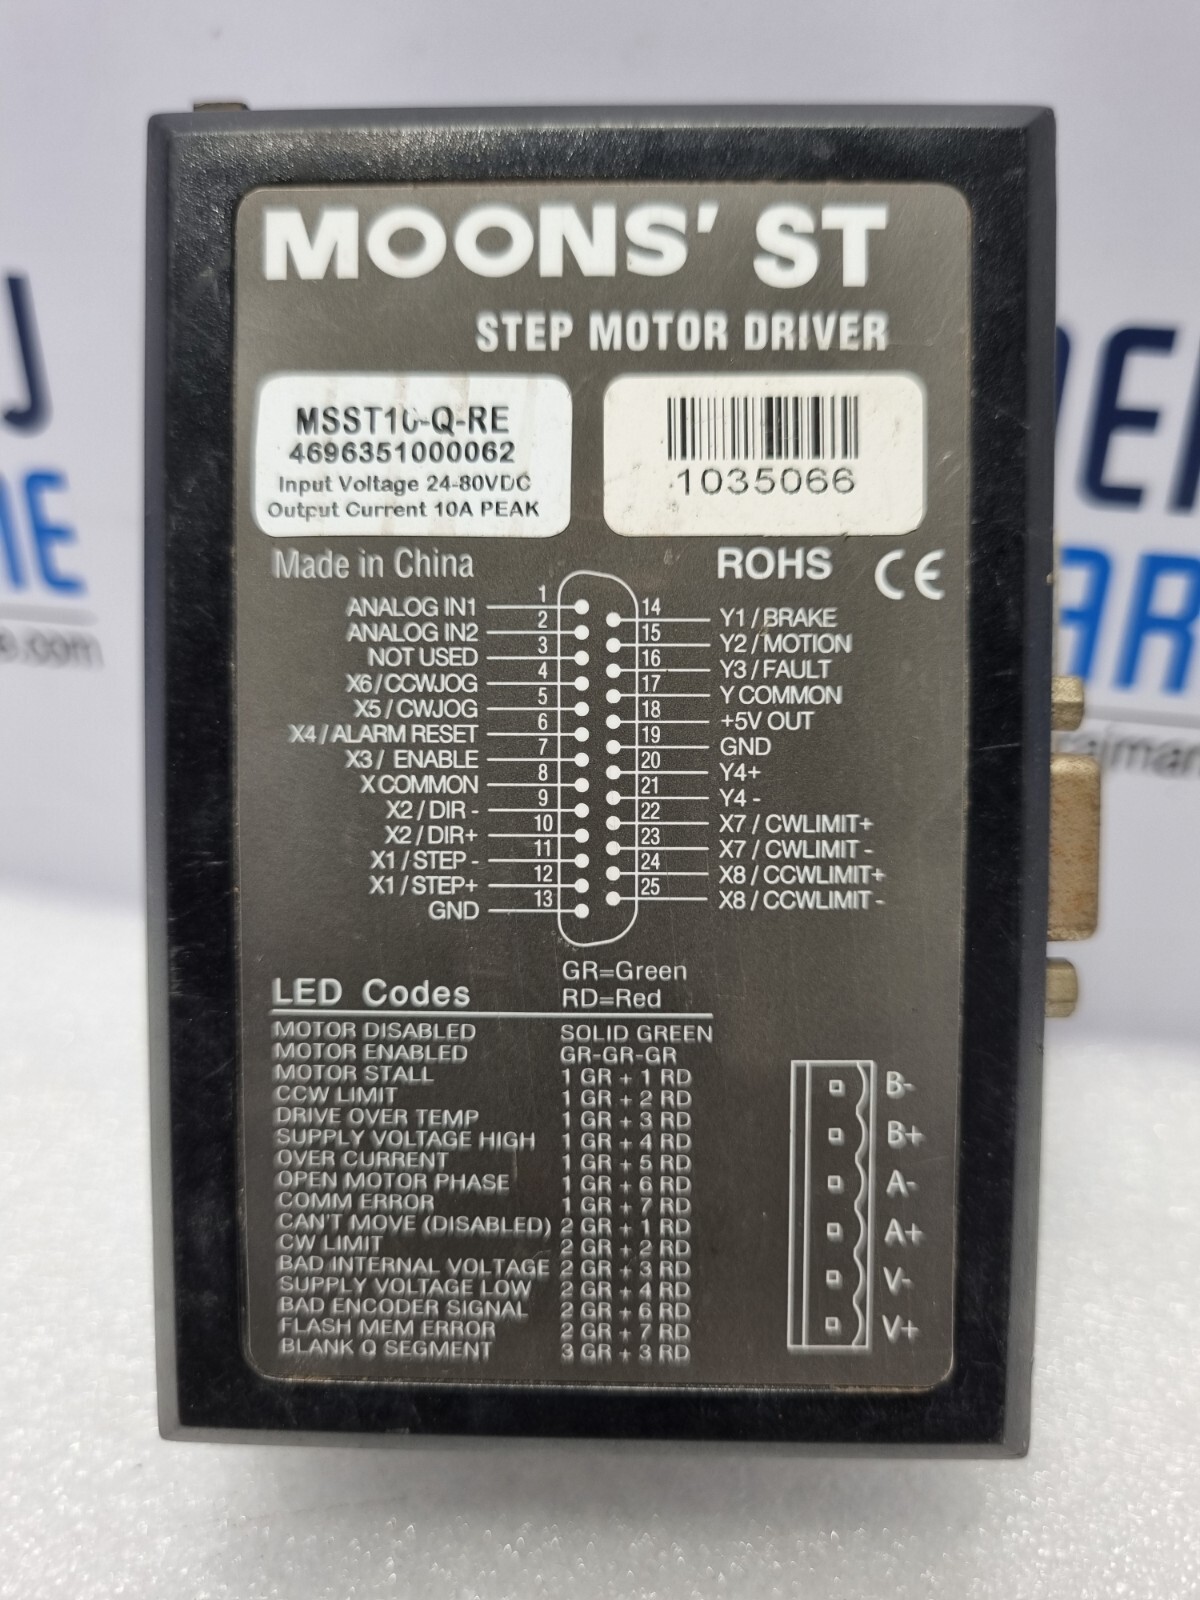 MOONS' ST
STEP MOTOR DRIVER
MSST10-Q-RE
4696351000062
Input Voltage 24-80VDC
Output Current 10A PEAK
1035066
Made in China
ROHS CE
1 ANALOG IN1
2 ANALOG IN2
3 NOT USED
4 X6/CCWJOG
5 X5/CWJOG
6 X4/ALARM RESET
7 X3/ ENABLE
8 X COMMON
9 X2/DIR -
10 X2/DIR+
11 X1/STEP -
12 X1/STEP+
13 GND
14 Y1/BRAKE
15 Y2/MOTION
16 Y3/FAULT
17 Y COMMON
18 +5V OUT
19 GND
20 Y4+
21 Y4 -
22 X7/CWLIMIT+
23 X7/CWLIMIT -
24 X8/CCWLIMIT+
25 X8/CCWLIMIT -
LED Codes
GR=Green
RD=Red
MOTOR DISABLED SOLID GREEN
MOTOR ENABLED GR-GR-GR
MOTOR STALL 1 GR + 1 RD
CCW LIMIT 1 GR + 2 RD
DRIVE OVER TEMP 1 GR + 3 RD
SUPPLY VOLTAGE HIGH 1 GR + 4 RD
OVER CURRENT 1 GR + 5 RD
OPEN MOTOR PHASE 1 GR + 6 RD
COMM ERROR 1 GR + 7 RD
CAN'T MOVE (DISABLED) 2 GR + 1 RD
CW LIMIT 2 GR + 2 RD
BAD INTERNAL VOLTAGE 2 GR + 3 RD
SUPPLY VOLTAGE LOW 2 GR + 4 RD
BAD ENCODER SIGNAL 2 GR + 6 RD
FLASH MEM ERROR 2 GR + 7 RD
BLANK Q SEGMENT 3 GR + 3 RD
B-
B+
A-
A+
V-
V+